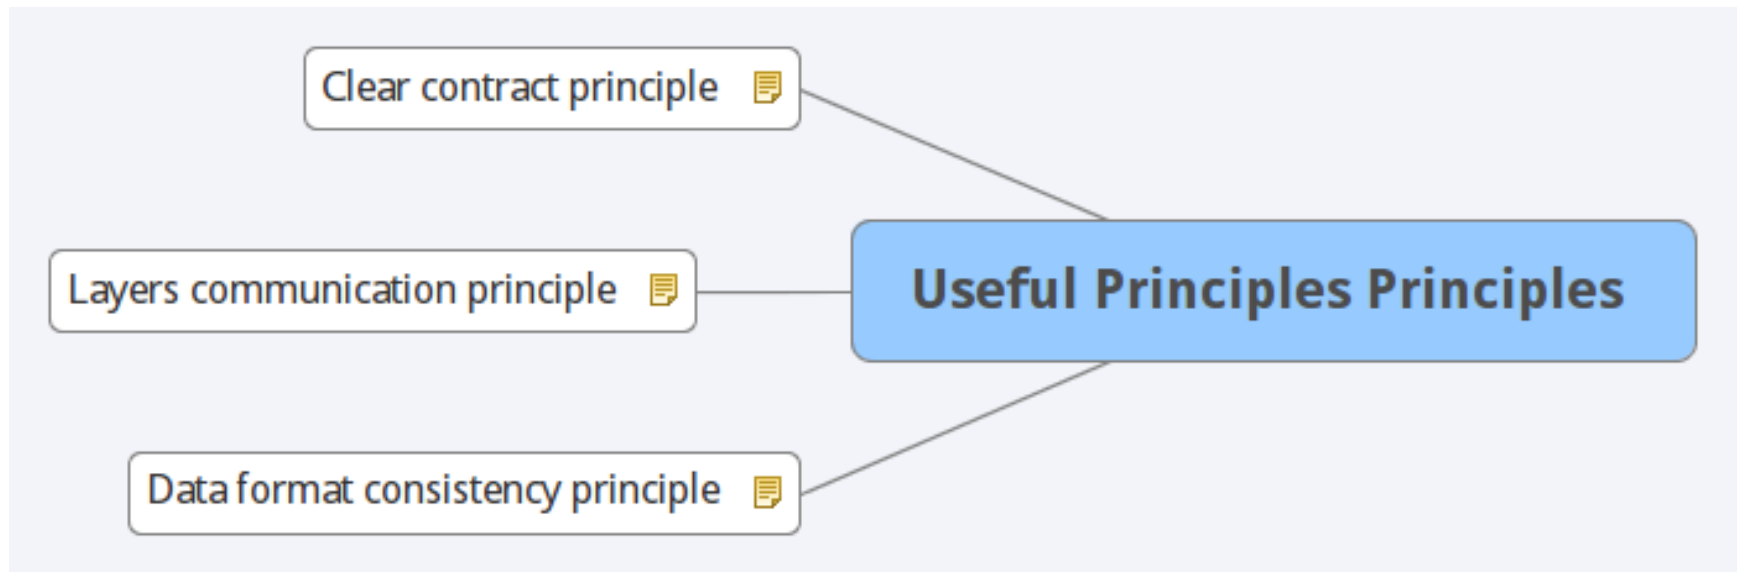 Clear contract principle
Layers communication principle
Useful Principles Principles
Data format consistency principle